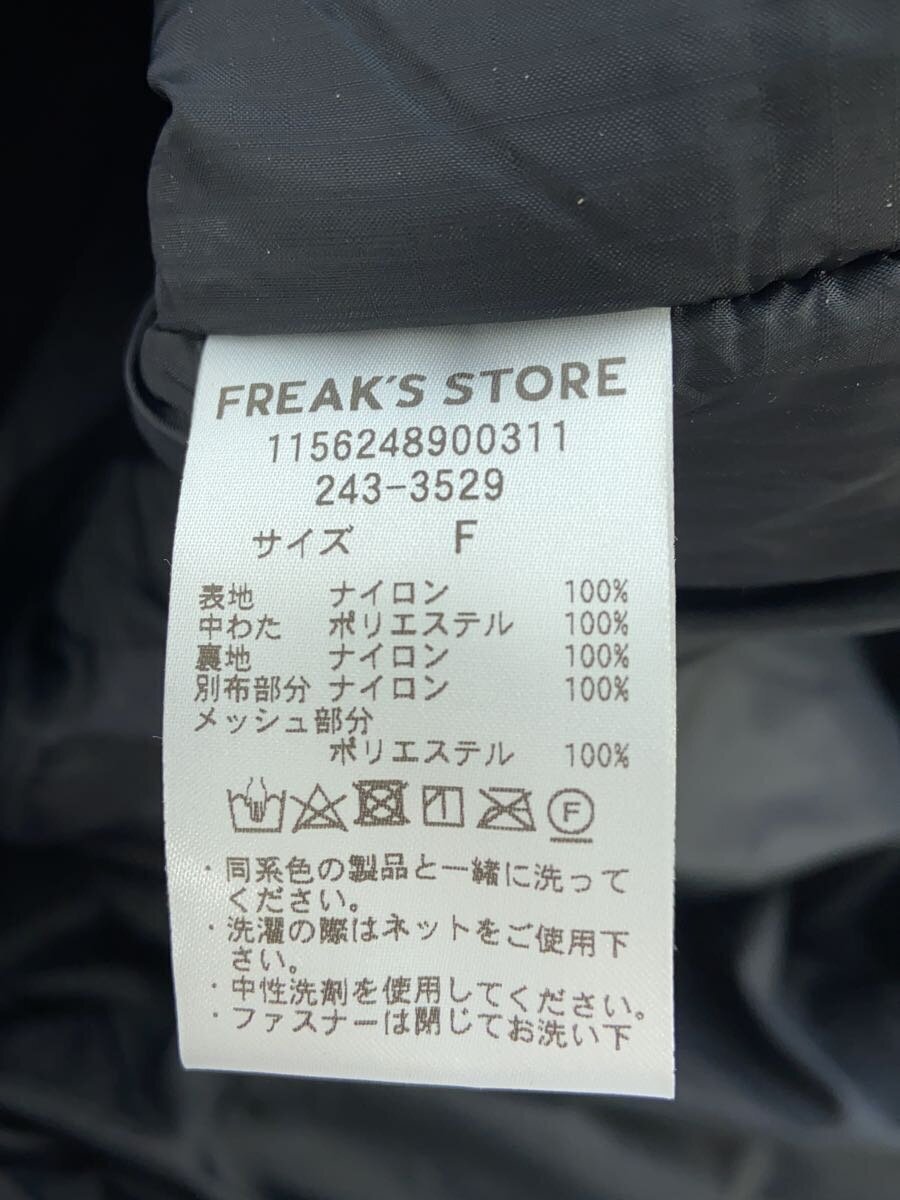 FREAK'S STORE
1156248900311
243-3529
サイズ F
表地 ナイロン 100%
中わた ポリエステル 100%
裏地 ナイロン 100%
別布部分 ナイロン 100%
メッシュ部分
ポリエステル 100%
F
・同系色の製品と一緒に洗って
ください。
・洗濯の際はネットをご使用下
さい。
・中性洗剤を使用してください。
・ファスナーは閉じてお洗い下